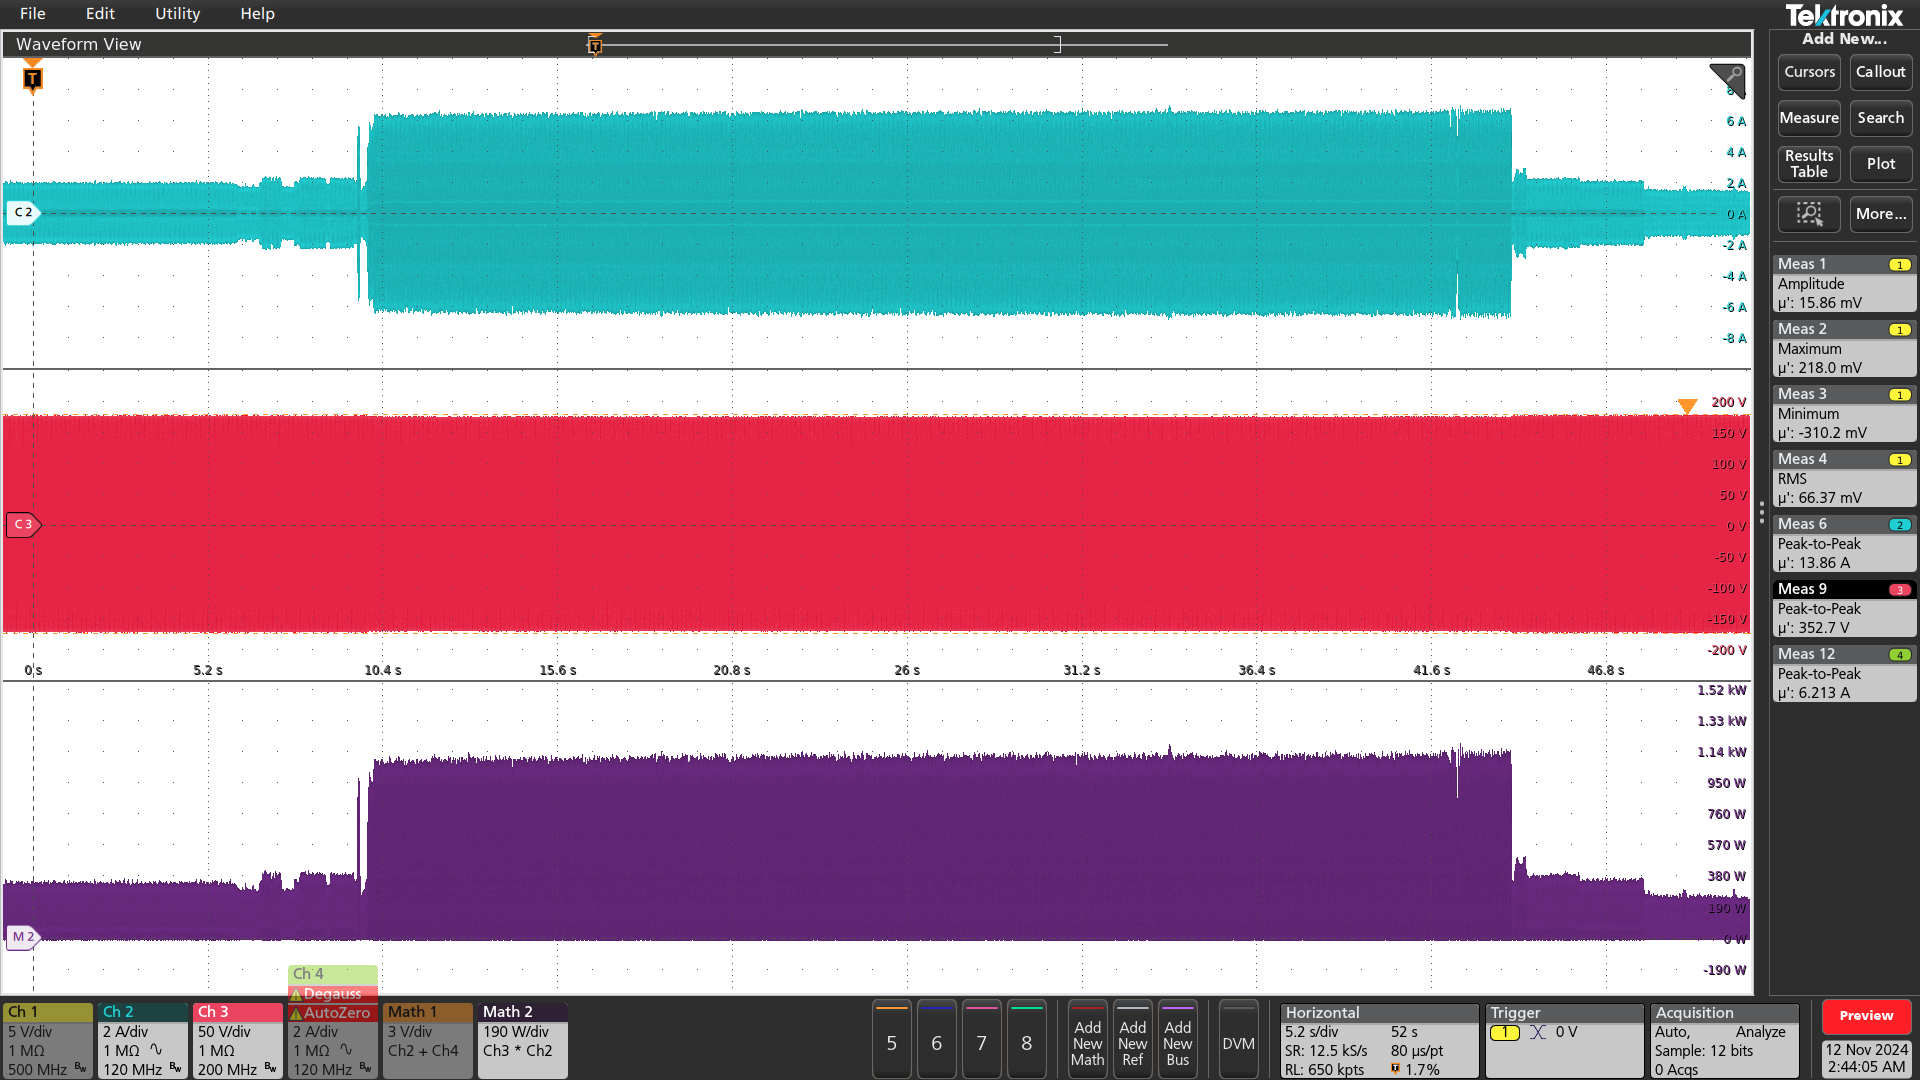 File Edit Utility Help
Tektronix
Waveform View
Add New...
T
T
Cursors Callout
Measure Search
Results Table Plot
More...
8
6 A
4 A
2 A
0 A
-2 A
-4 A
-6 A
-8 A
C 2
200 V
150 V
100 V
50 V
0 V
-50 V
-100 V
-150 V
-200 V
C 3
0 s 5.2 s 10.4 s 15.6 s 20.8 s 26 s 31.2 s 36.4 s 41.6 s 46.8 s
1.52 kW
1.33 kW
1.14 kW
950 W
760 W
570 W
380 W
190 W
0 W
-190 W
M 2
Meas 1 1
Amplitude
µ': 15.86 mV
Meas 2 1
Maximum
µ': 218.0 mV
Meas 3 1
Minimum
µ': -310.2 mV
Meas 4 1
RMS
µ': 66.37 mV
Meas 6 2
Peak-to-Peak
µ': 13.86 A
Meas 9 3
Peak-to-Peak
µ': 352.7 V
Meas 12 4
Peak-to-Peak
µ': 6.213 A
Ch 1
5 V/div
1 MΩ
500 MHz Bw
Ch 2
2 A/div
1 MΩ
120 MHz Bw
Ch 3
50 V/div
1 MΩ
200 MHz Bw
Ch 4
Degauss
AutoZero
2 A/div
1 MΩ
120 MHz Bw
Math 1
3 V/div
Ch2 + Ch4
Math 2
190 W/div
Ch3 * Ch2
5 6 7 8
Add New Math
Add New Ref
Add New Bus
DVM
Horizontal
5.2 s/div 52 s
SR: 12.5 kS/s 80 µs/pt
RL: 650 kpts T 1.7%
Trigger
1 0 V
Acquisition
Auto, Analyze
Sample: 12 bits
0 Acqs
Preview
12 Nov 2024
2:44:05 AM